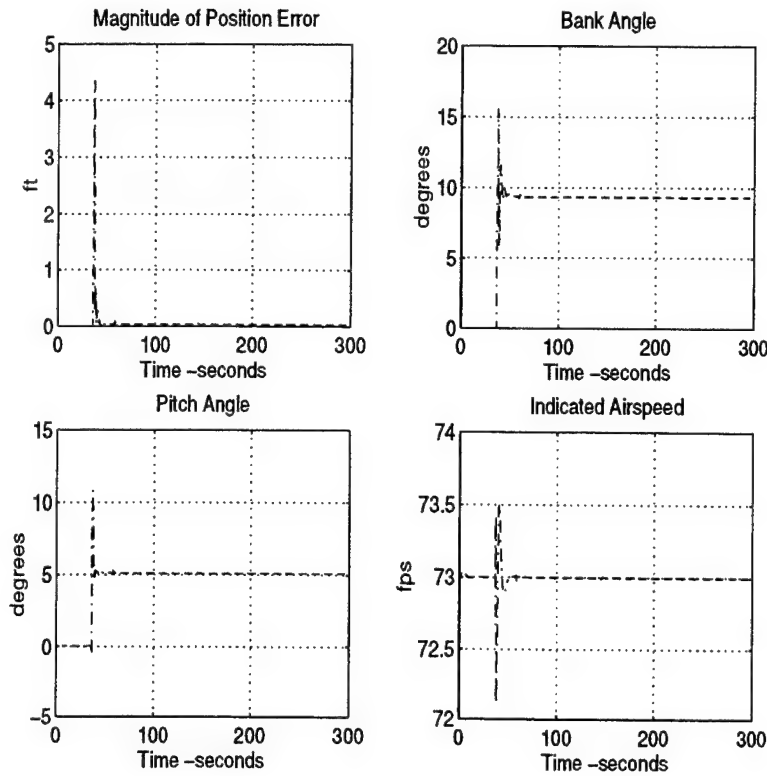 Magnitude of Position Error
5
4
3
2
1
0
ft
0 100 200 300
Time –seconds
Bank Angle
20
15
10
5
0
degrees
0 100 200 300
Time –seconds
Pitch Angle
15
10
5
0
–5
degrees
0 100 200 300
Time –seconds
Indicated Airspeed
74
73.5
73
72.5
72
fps
0 100 200 300
Time –seconds